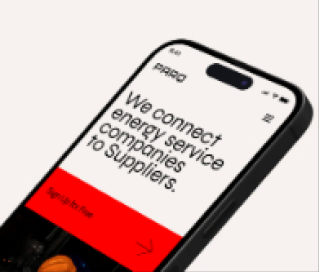 PARQ
We connect
energy service
companies
to Suppliers.
Sign Up for Free